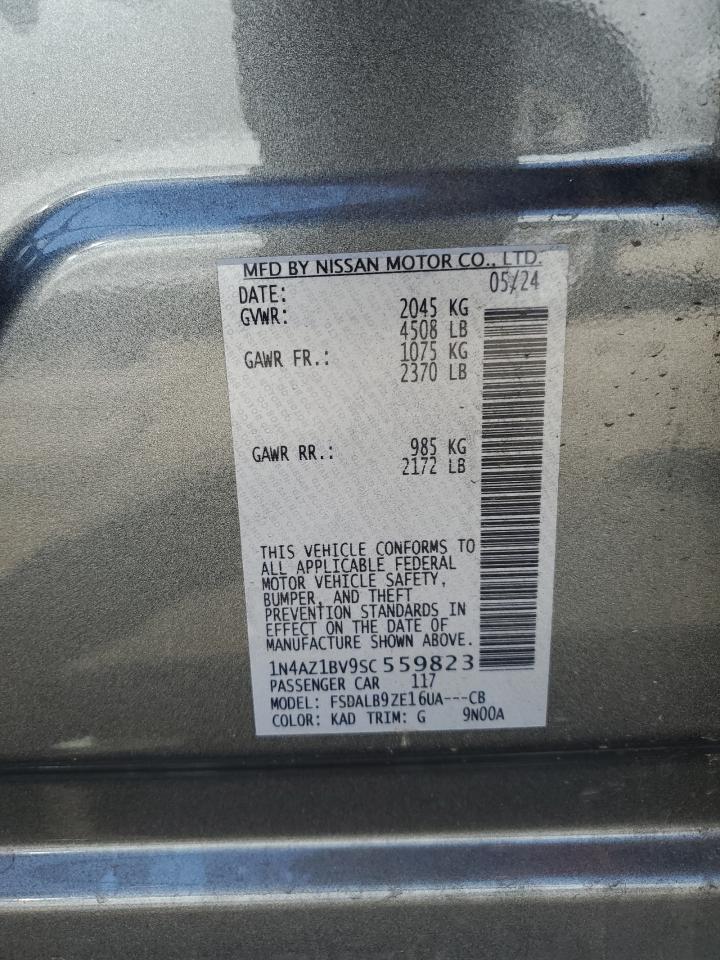 MFD BY NISSAN MOTOR CO., LTD.
DATE: 05/24
GVWR: 2045 KG
4508 LB
GAWR FR.: 1075 KG
2370 LB
GAWR RR.: 985 KG
2172 LB
THIS VEHICLE CONFORMS TO
ALL APPLICABLE FEDERAL
MOTOR VEHICLE SAFETY,
BUMPER, AND THEFT
PREVENTION STANDARDS IN
EFFECT ON THE DATE OF
MANUFACTURE SHOWN ABOVE.
1N4AZ1BV9SC 559823
PASSENGER CAR 117
MODEL: FSDALB9ZE16UA---CB
COLOR: KAD TRIM: G 9N00A